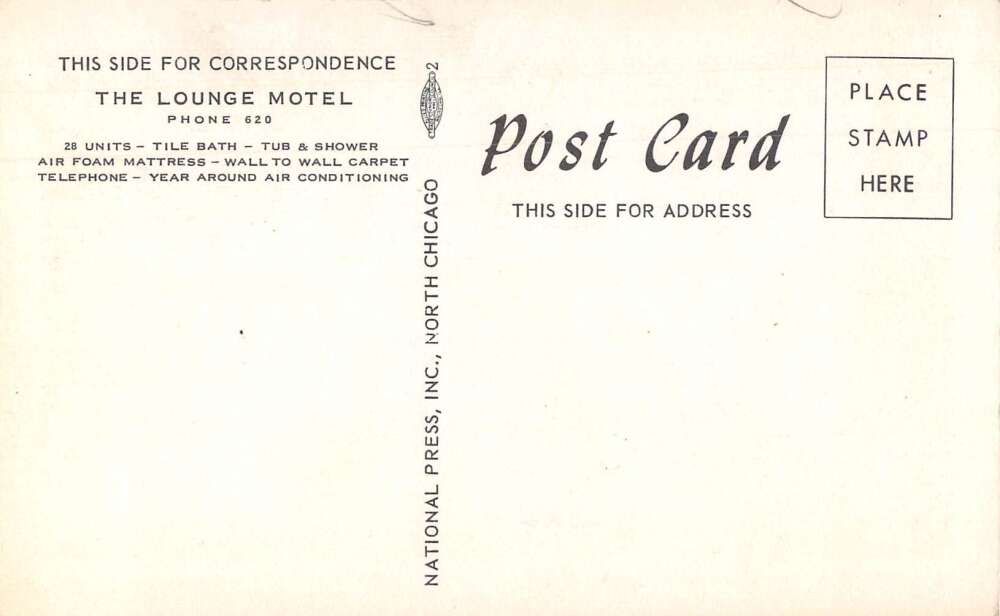 THIS SIDE FOR CORRESPONDENCE
THE LOUNGE MOTEL
PHONE 620
28 UNITS – TILE BATH – TUB & SHOWER
AIR FOAM MATTRESS – WALL TO WALL CARPET
TELEPHONE – YEAR AROUND AIR CONDITIONING
NATIONAL PRESS, INC., NORTH CHICAGO
2
Post Card
THIS SIDE FOR ADDRESS
PLACE
STAMP
HERE